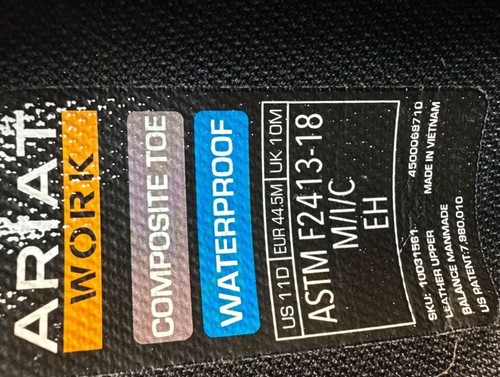 ARIAT
WORK
COMPOSITE TOE
WATERPROOF
US 11D EUR 44.5M UK 10M
ASTM F2413-18
M/I/C
EH
SKU: 10031561 4500069710
LEATHER UPPER MADE IN VIETNAM
BALANCE MANMADE
US PATENT:7,980,010